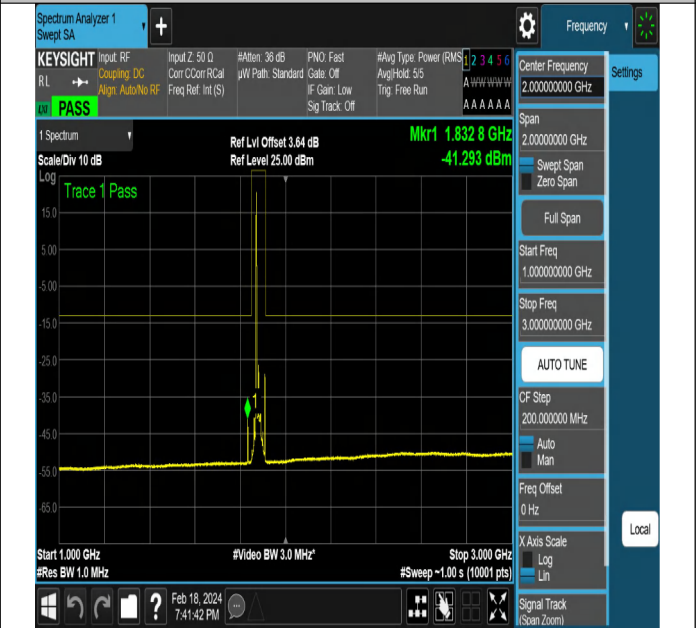 Spectrum Analyzer 1
Swept SA
+
Frequency
KEYSIGHT
RL
PASS
Input: RF
Coupling: DC
Align: Auto/No RF
Input Z: 50 Ω
Corr CCorr RCal
Freq Ref: Int (S)
#Atten: 36 dB
µW Path: Standard
PNO: Fast
Gate: Off
IF Gain: Low
Sig Track: Off
#Avg Type: Power (RMS
Avg|Hold: 5/5
Trig: Free Run
1 2 3 4 5 6
A W W W W W
A A A A A A
1 Spectrum
Scale/Div 10 dB
Ref Lvl Offset 3.64 dB
Ref Level 25.00 dBm
Mkr1 1.832 8 GHz
-41.293 dBm
Log
Trace 1 Pass
15.0
5.00
-5.00
-15.0
-25.0
-35.0
1
-45.0
-55.0
-65.0
Start 1.000 GHz
#Res BW 1.0 MHz
#Video BW 3.0 MHz*
Stop 3.000 GHz
#Sweep ~1.00 s (10001 pts)
?
Feb 18, 2024
7:41:42 PM
Center Frequency
2.000000000 GHz
Span
2.00000000 GHz
Swept Span
Zero Span
Full Span
Start Freq
1.000000000 GHz
Stop Freq
3.000000000 GHz
AUTO TUNE
CF Step
200.000000 MHz
Auto
Man
Freq Offset
0 Hz
X Axis Scale
Log
Lin
Signal Track
(Span Zoom)
Settings
Local